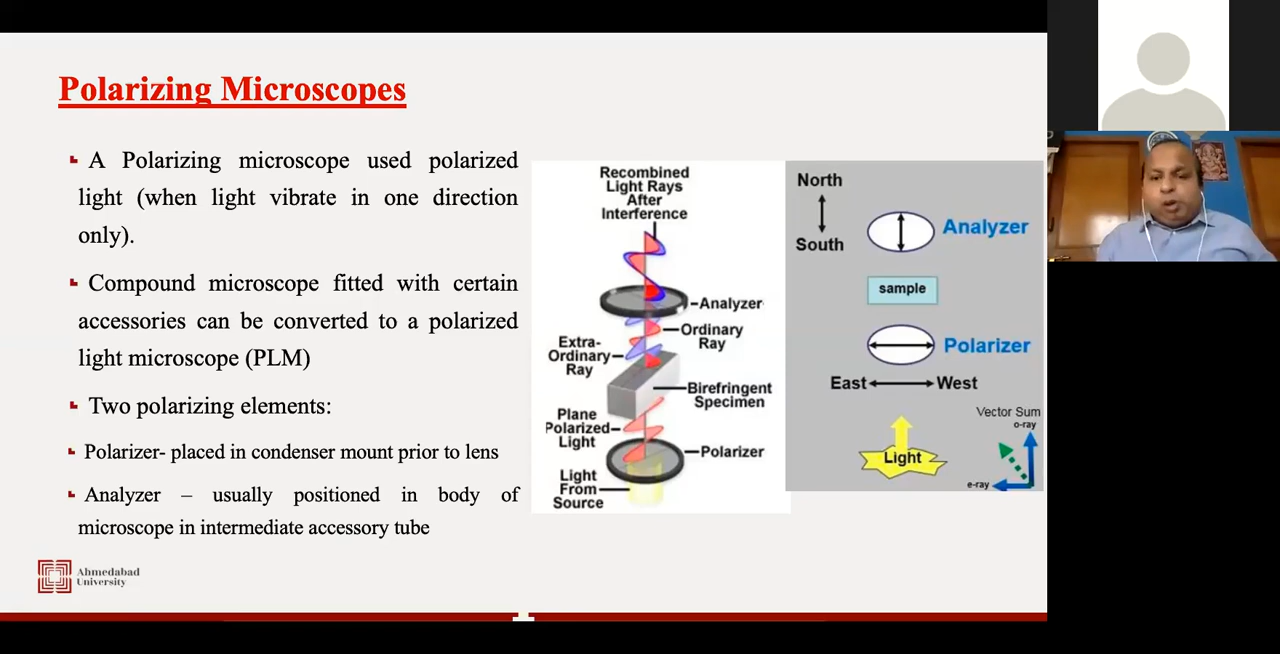 Polarizing Microscopes
A Polarizing microscope used polarized
light (when light vibrate in one direction
only).
Compound microscope fitted with certain
accessories can be converted to a polarized
light microscope (PLM)
Two polarizing elements:
Polarizer- placed in condenser mount prior to lens
Analyzer – usually positioned in body of
microscope in intermediate accessory tube
Recombined
Light Rays
After
Interference
Analyzer
Ordinary
Ray
Extra-
Ordinary
Ray
Birefringent
Specimen
Plane
Polarized
Light
Polarizer
Light
From
Source
North
South
Analyzer
sample
Polarizer
East
West
Light
Vector Sum
o-ray
e-ray
Ahmedabad
University